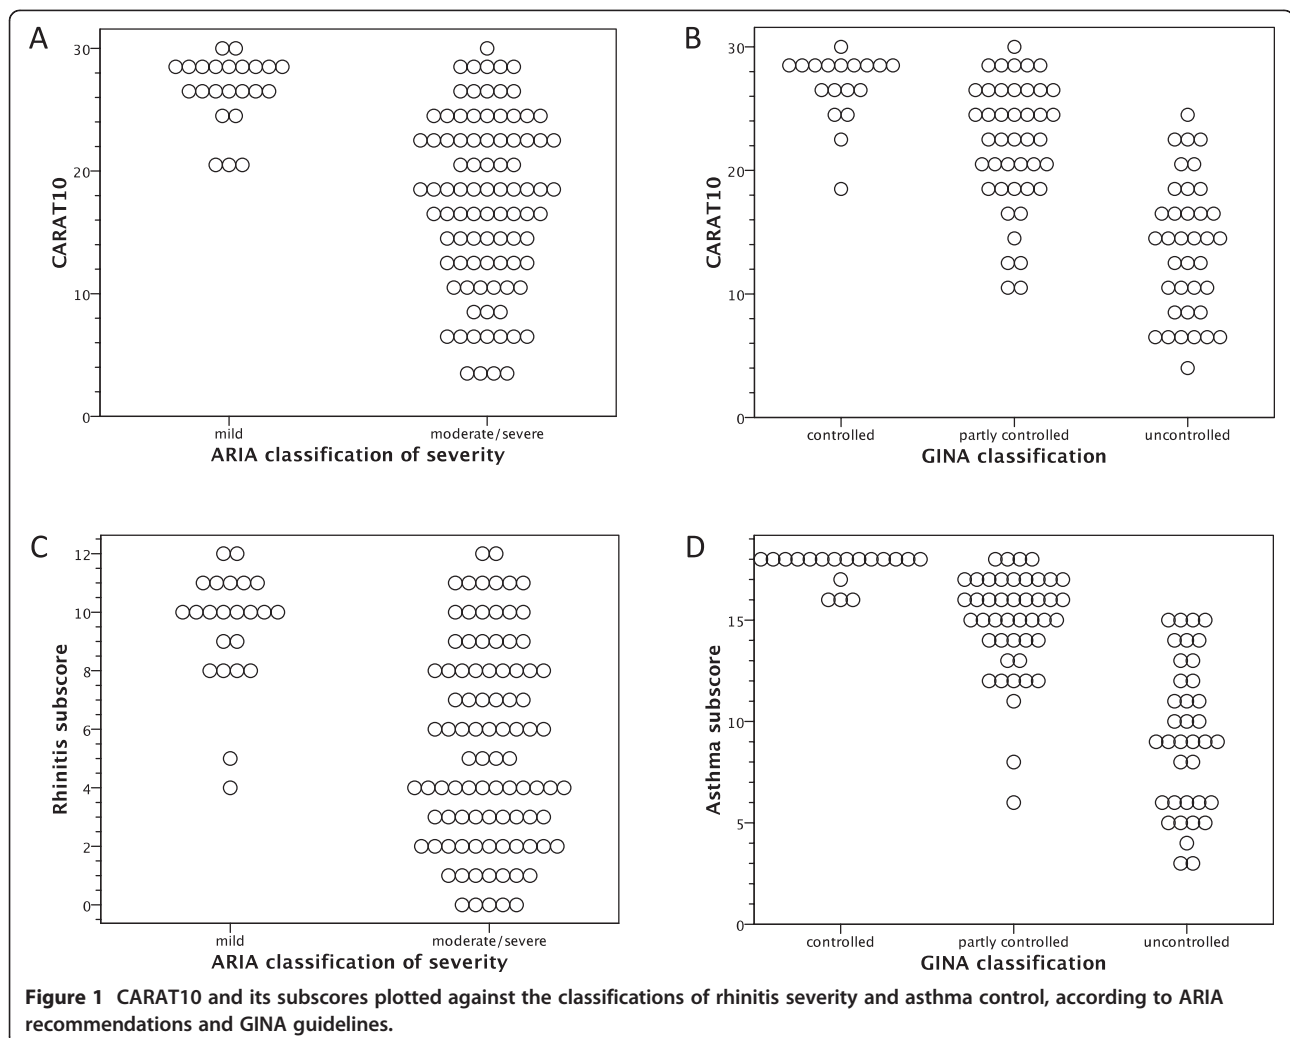 A
B
30
20
10
0
CARAT10
mild
moderate/severe
ARIA classification of severity
30
20
10
0
CARAT10
controlled
partly controlled
uncontrolled
GINA classification
C
D
12
10
8
6
4
2
0
Rhinitis subscore
mild
moderate/severe
ARIA classification of severity
15
10
5
0
Asthma subscore
controlled
partly controlled
uncontrolled
GINA classification
Figure 1 CARAT10 and its subscores plotted against the classifications of rhinitis severity and asthma control, according to ARIA
recommendations and GINA guidelines.